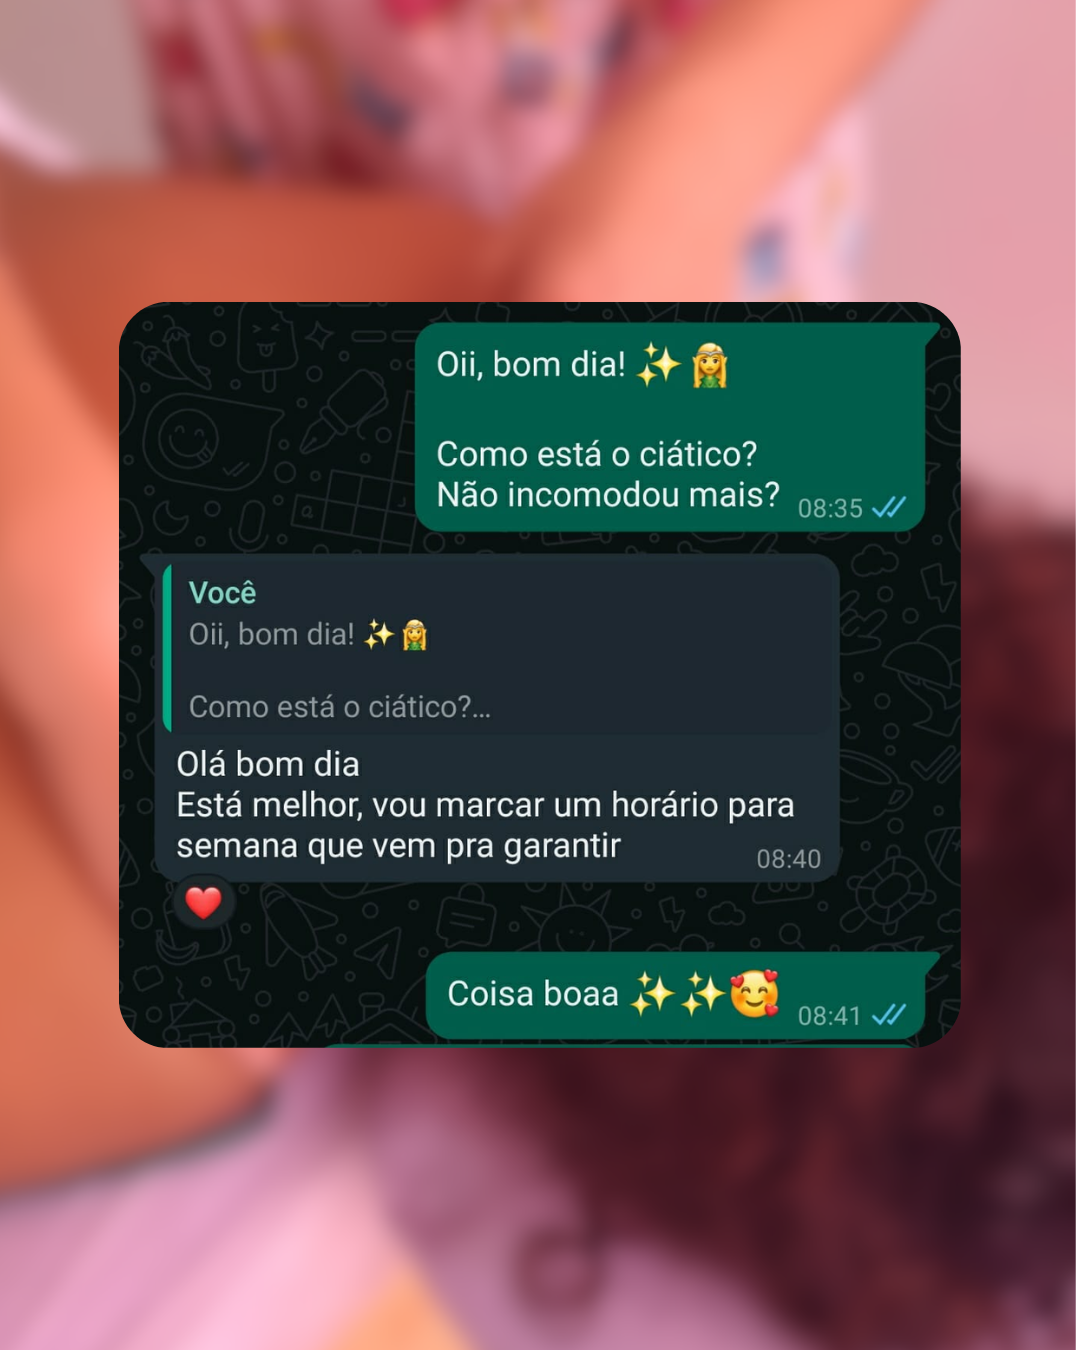 Oii, bom dia! ✨🧝‍♀️
Como está o ciático?
Não incomodou mais?
08:35
Você
Oii, bom dia! ✨🧝‍♀️
Como está o ciático?...
Olá bom dia
Está melhor, vou marcar um horário para
semana que vem pra garantir
08:40
❤️
Coisa boaa ✨✨🥰
08:41